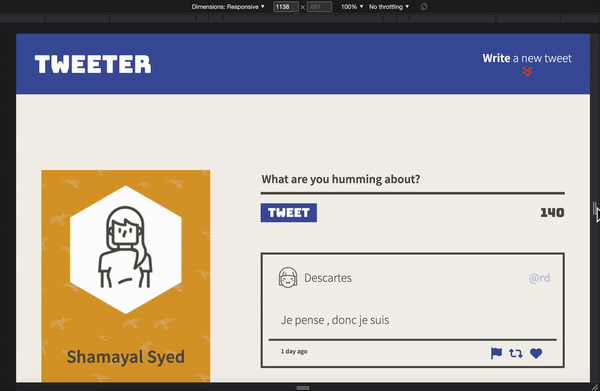 Dimensions: Responsive ▼ 1138 x 691 100% ▼ No throttling ▼
TWEETER
Write a new tweet
What are you humming about?
TWEET 140
Descartes @rd
Je pense , donc je suis
1 day ago
Shamayal Syed